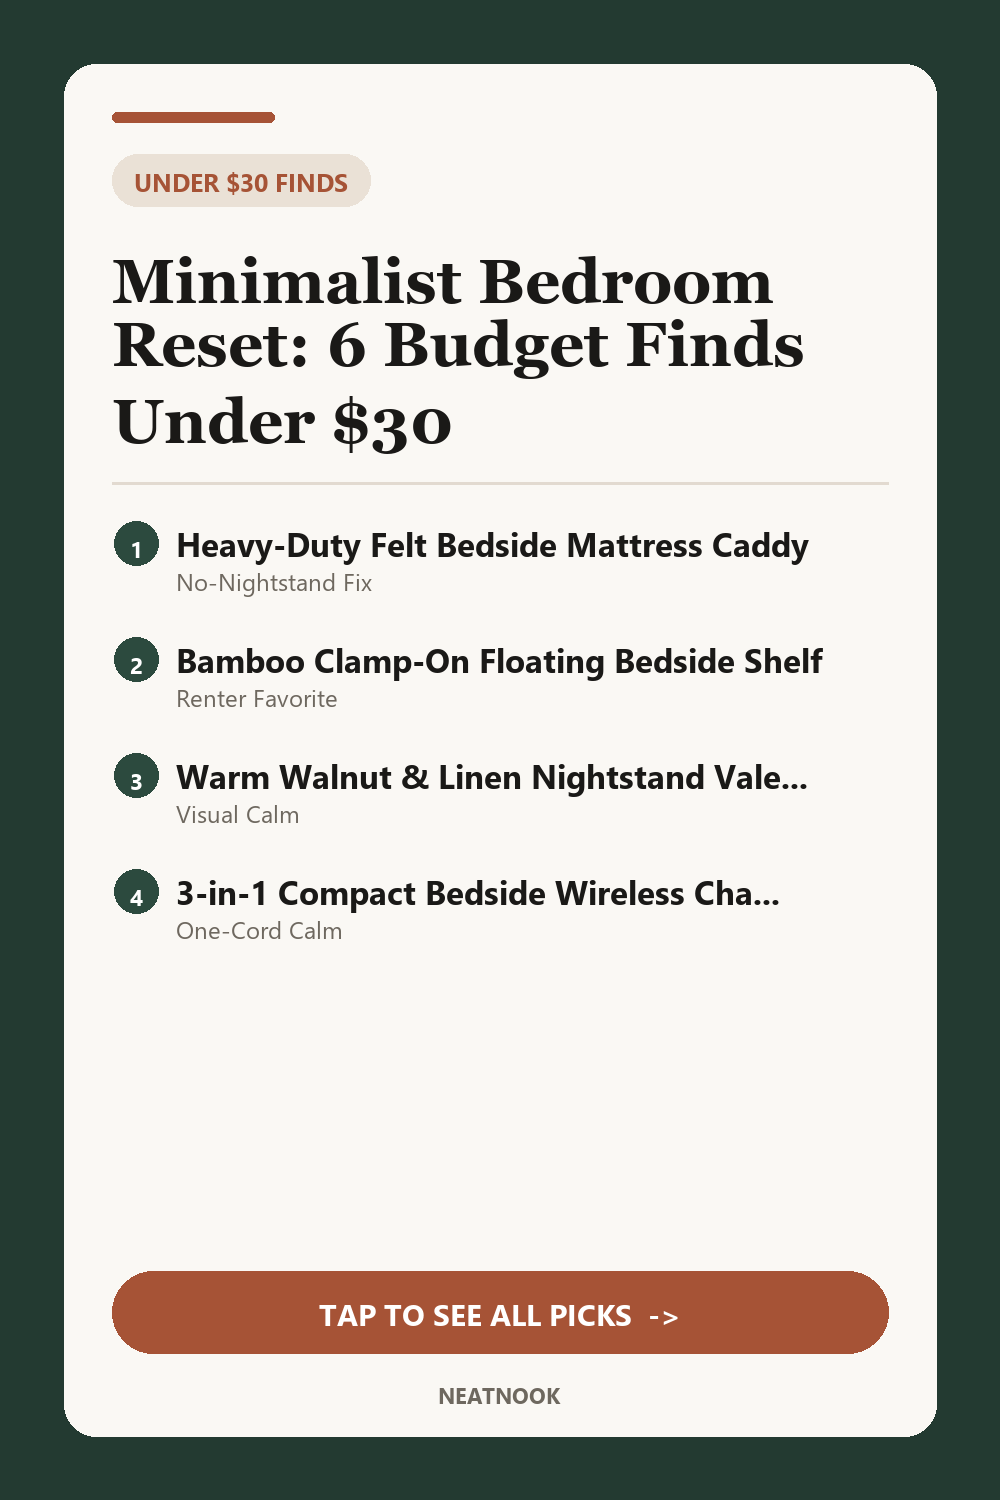 UNDER $30 FINDS
Minimalist Bedroom
Reset: 6 Budget Finds
Under $30
1 Heavy-Duty Felt Bedside Mattress Caddy
No-Nightstand Fix
2 Bamboo Clamp-On Floating Bedside Shelf
Renter Favorite
3 Warm Walnut & Linen Nightstand Vale...
Visual Calm
4 3-in-1 Compact Bedside Wireless Cha...
One-Cord Calm
TAP TO SEE ALL PICKS ->
NEATNOOK